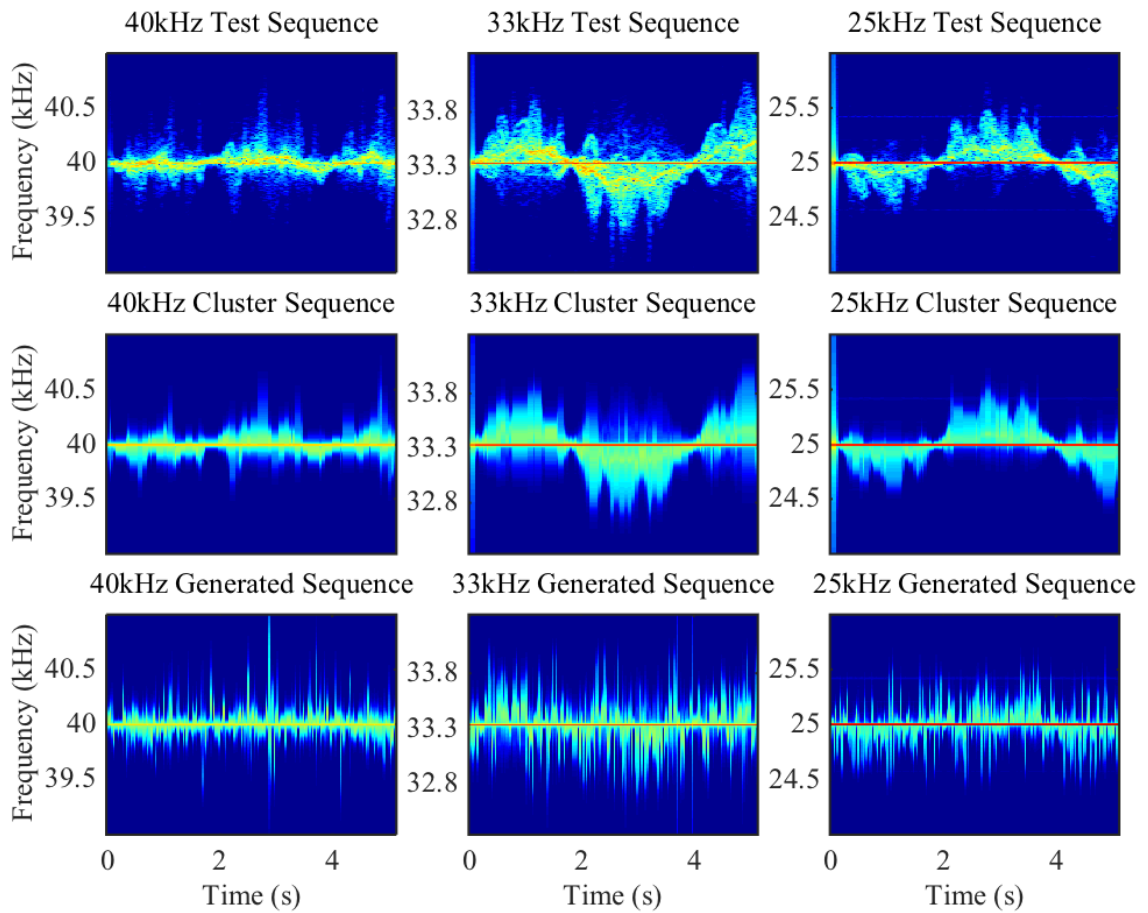 40kHz Test Sequence
33kHz Test Sequence
25kHz Test Sequence
Frequency (kHz)
40.5
40
39.5
33.8
33.3
32.8
25.5
25
24.5
40kHz Cluster Sequence
33kHz Cluster Sequence
25kHz Cluster Sequence
Frequency (kHz)
40.5
40
39.5
33.8
33.3
32.8
25.5
25
24.5
40kHz Generated Sequence
33kHz Generated Sequence
25kHz Generated Sequence
Frequency (kHz)
40.5
40
39.5
33.8
33.3
32.8
25.5
25
24.5
0 2 4
0 2 4
0 2 4
Time (s)
Time (s)
Time (s)